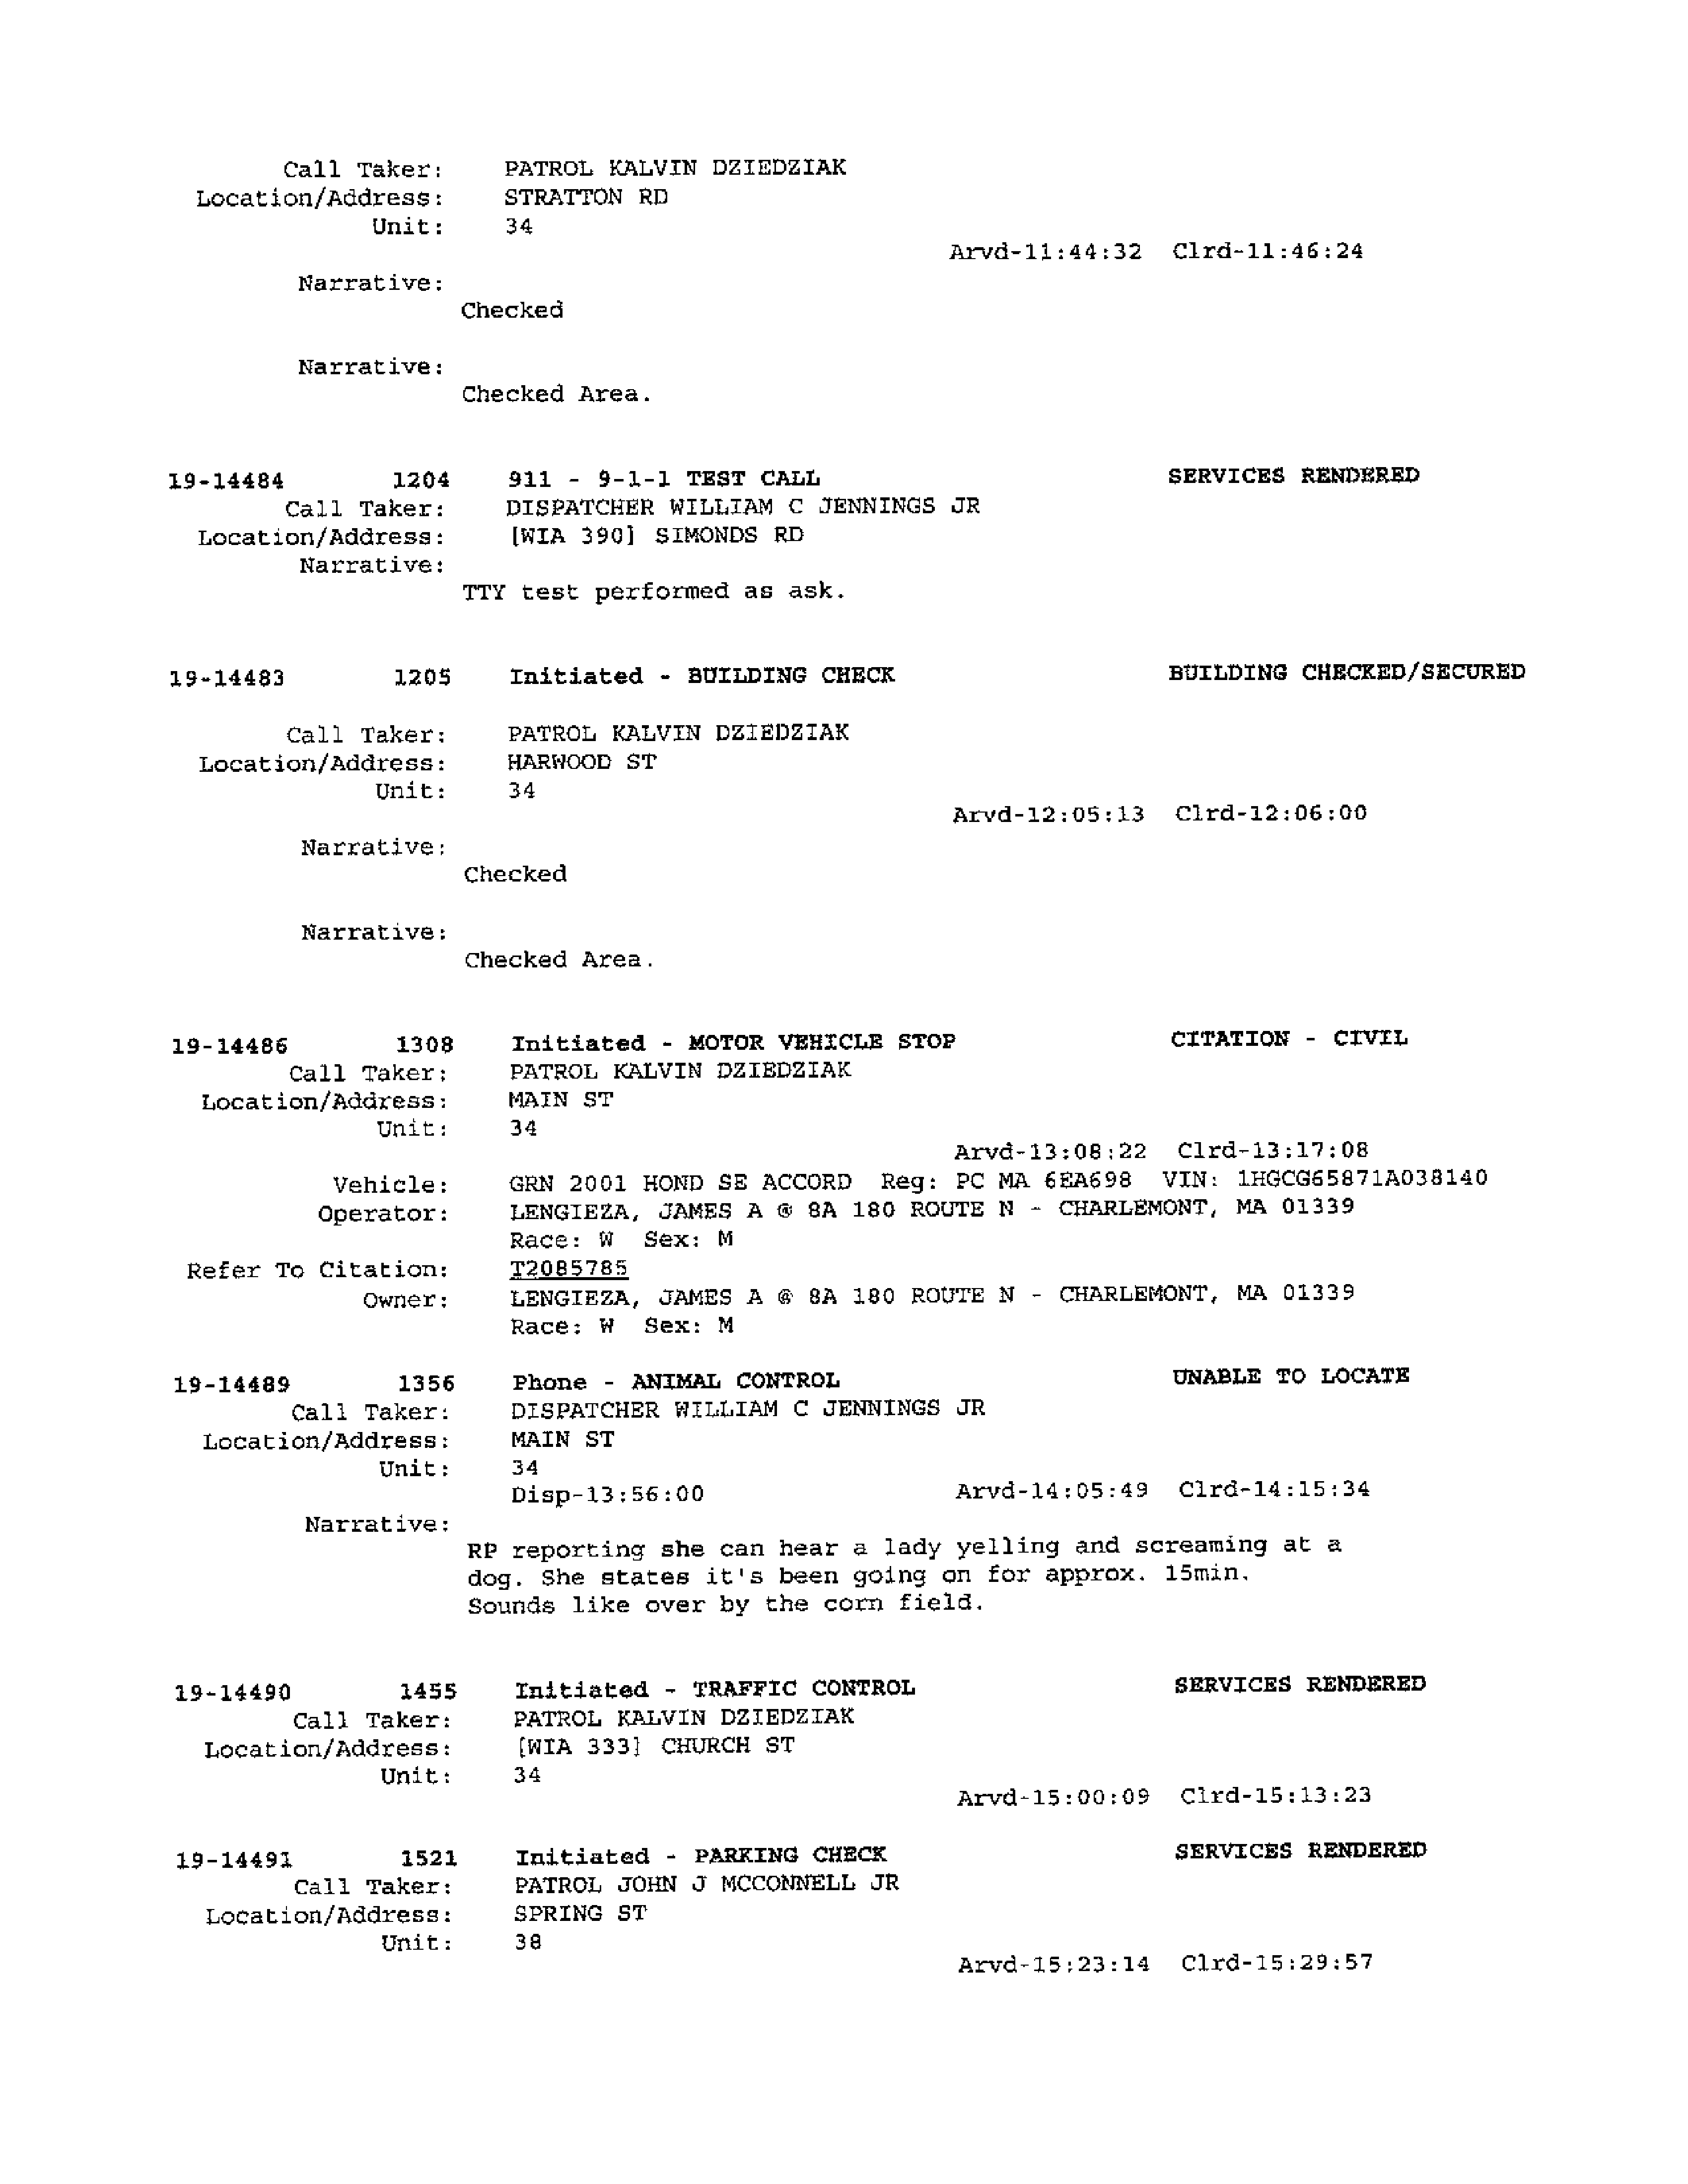 Call Taker: PATROL KALVIN DZIEDZIAK
Location/Address: STRATTON RD
Unit: 34
Arvd-11:44:32 Clrd-11:46:24
Narrative:
Checked
Narrative:
Checked Area.
19-14484 1204 911 - 9-1-1 TEST CALL SERVICES RENDERED
Call Taker: DISPATCHER WILLIAM C JENNINGS JR
Location/Address: [WIA 390] SIMONDS RD
Narrative:
TTY test performed as ask.
19-14483 1205 Initiated - BUILDING CHECK BUILDING CHECKED/SECURED
Call Taker: PATROL KALVIN DZIEDZIAK
Location/Address: HARWOOD ST
Unit: 34
Arvd-12:05:13 Clrd-12:06:00
Narrative:
Checked
Narrative:
Checked Area.
19-14486 1308 Initiated - MOTOR VEHICLE STOP CITATION - CIVIL
Call Taker: PATROL KALVIN DZIEDZIAK
Location/Address: MAIN ST
Unit: 34
Arvd-13:08:22 Clrd-13:17:08
Vehicle: GRN 2001 HOND SE ACCORD Reg: PC MA 6EA698 VIN: 1HGCG65871A038140
Operator: LENGIEZA, JAMES A @ 8A 180 ROUTE N - CHARLEMONT, MA 01339
Race: W Sex: M
Refer To Citation: T2085785
Owner: LENGIEZA, JAMES A @ 8A 180 ROUTE N - CHARLEMONT, MA 01339
Race: W Sex: M
19-14489 1356 Phone - ANIMAL CONTROL UNABLE TO LOCATE
Call Taker: DISPATCHER WILLIAM C JENNINGS JR
Location/Address: MAIN ST
Unit: 34
Disp-13:56:00 Arvd-14:05:49 Clrd-14:15:34
Narrative:
RP reporting she can hear a lady yelling and screaming at a
dog. She states it's been going on for approx. 15min.
Sounds like over by the corn field.
19-14490 1455 Initiated - TRAFFIC CONTROL SERVICES RENDERED
Call Taker: PATROL KALVIN DZIEDZIAK
Location/Address: [WIA 333] CHURCH ST
Unit: 34
Arvd-15:00:09 Clrd-15:13:23
19-14491 1521 Initiated - PARKING CHECK SERVICES RENDERED
Call Taker: PATROL JOHN J MCCONNELL JR
Location/Address: SPRING ST
Unit: 38
Arvd-15:23:14 Clrd-15:29:57